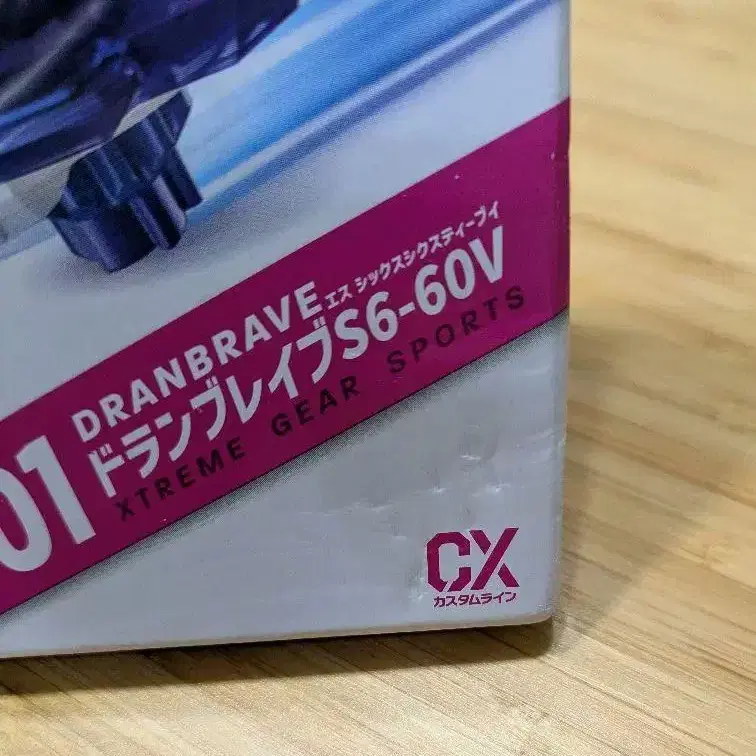 01
DRANBRAVE
エス シックスシクスティーブイ
ドランブレイブS6-60V
XTREME GEAR SPORTS
CX
カスタムライン